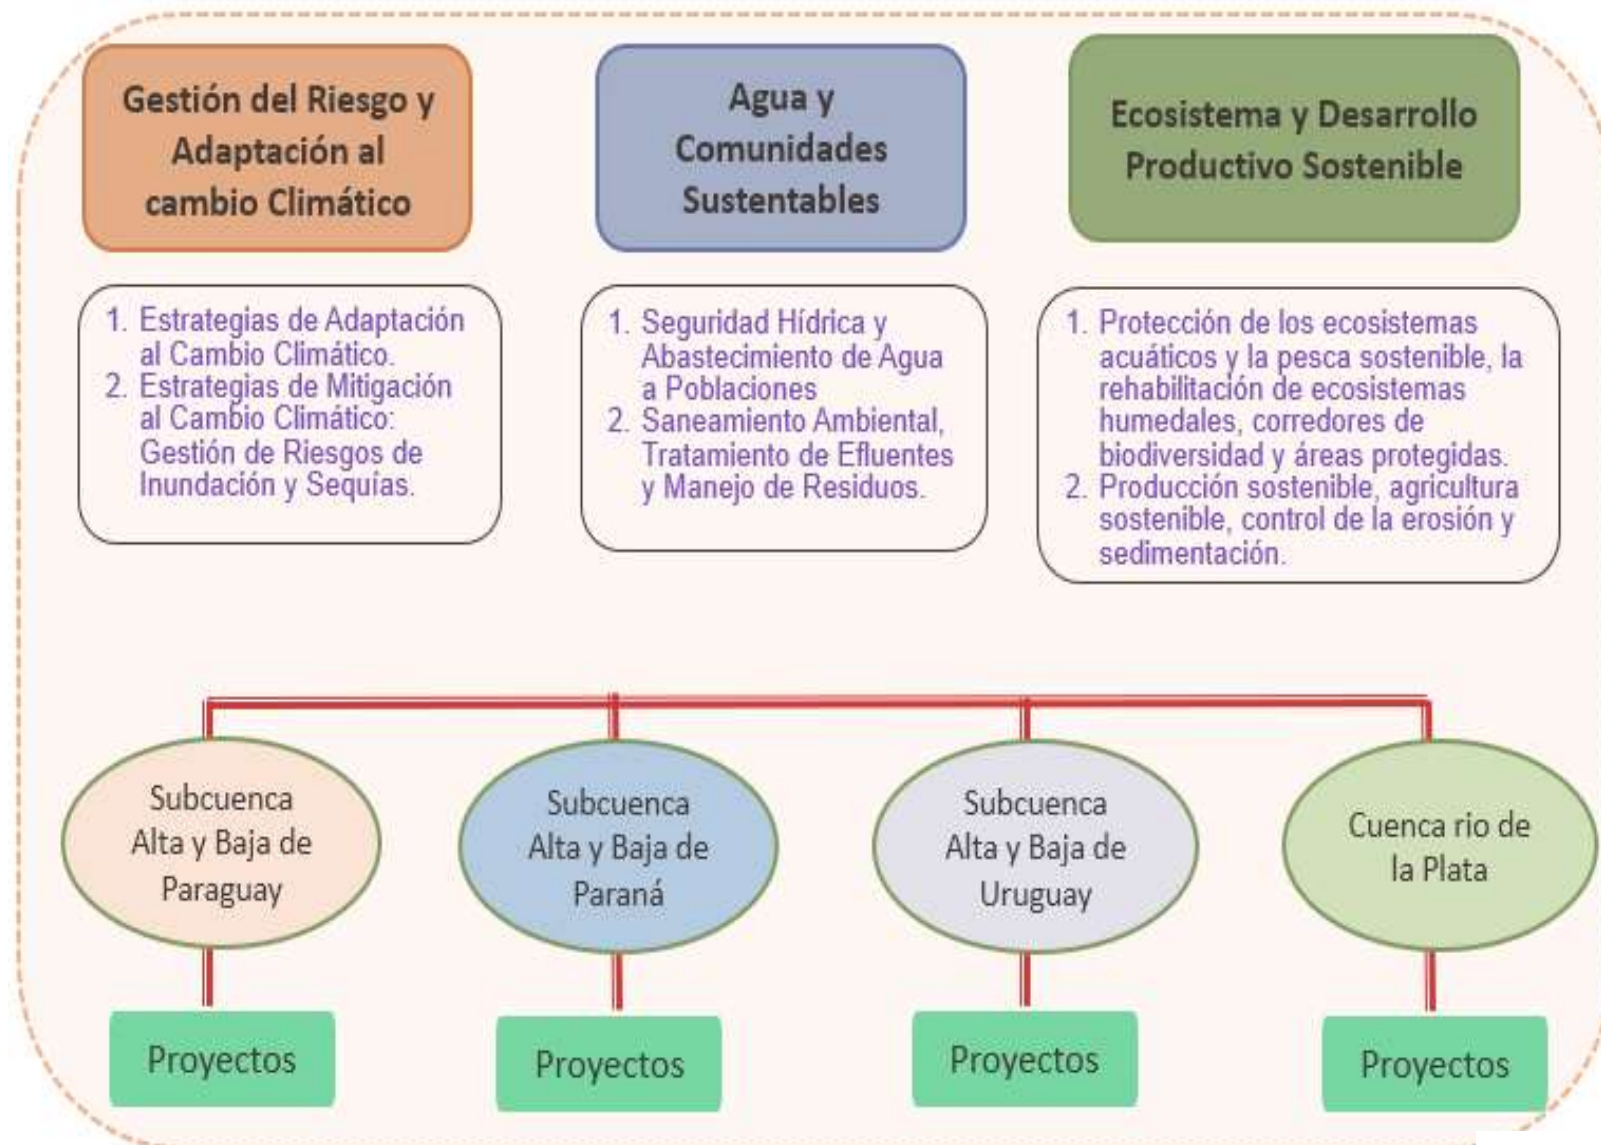 Gestión del Riesgo y
Adaptación al
cambio Climático
Agua y
Comunidades
Sustentables
Ecosistema y Desarrollo
Productivo Sostenible
1. Estrategias de Adaptación
al Cambio Climático.
2. Estrategias de Mitigación
al Cambio Climático:
Gestión de Riesgos de
Inundación y Sequías.
1. Seguridad Hídrica y
Abastecimiento de Agua
a Poblaciones
2. Saneamiento Ambiental,
Tratamiento de Efluentes
y Manejo de Residuos.
1. Protección de los ecosistemas
acuáticos y la pesca sostenible, la
rehabilitación de ecosistemas
humedales, corredores de
biodiversidad y áreas protegidas.
2. Producción sostenible, agricultura
sostenible, control de la erosión y
sedimentación.
Subcuenca
Alta y Baja de
Paraguay
Subcuenca
Alta y Baja de
Paraná
Subcuenca
Alta y Baja de
Uruguay
Cuenca rio de
la Plata
Proyectos
Proyectos
Proyectos
Proyectos